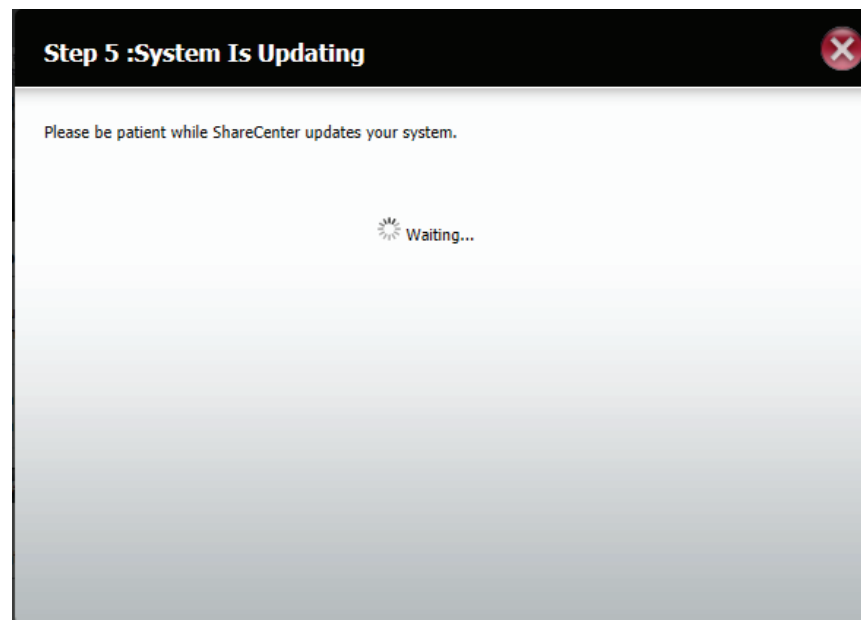 Step 5 :System Is Updating
Please be patient while ShareCenter updates your system.
Waiting...